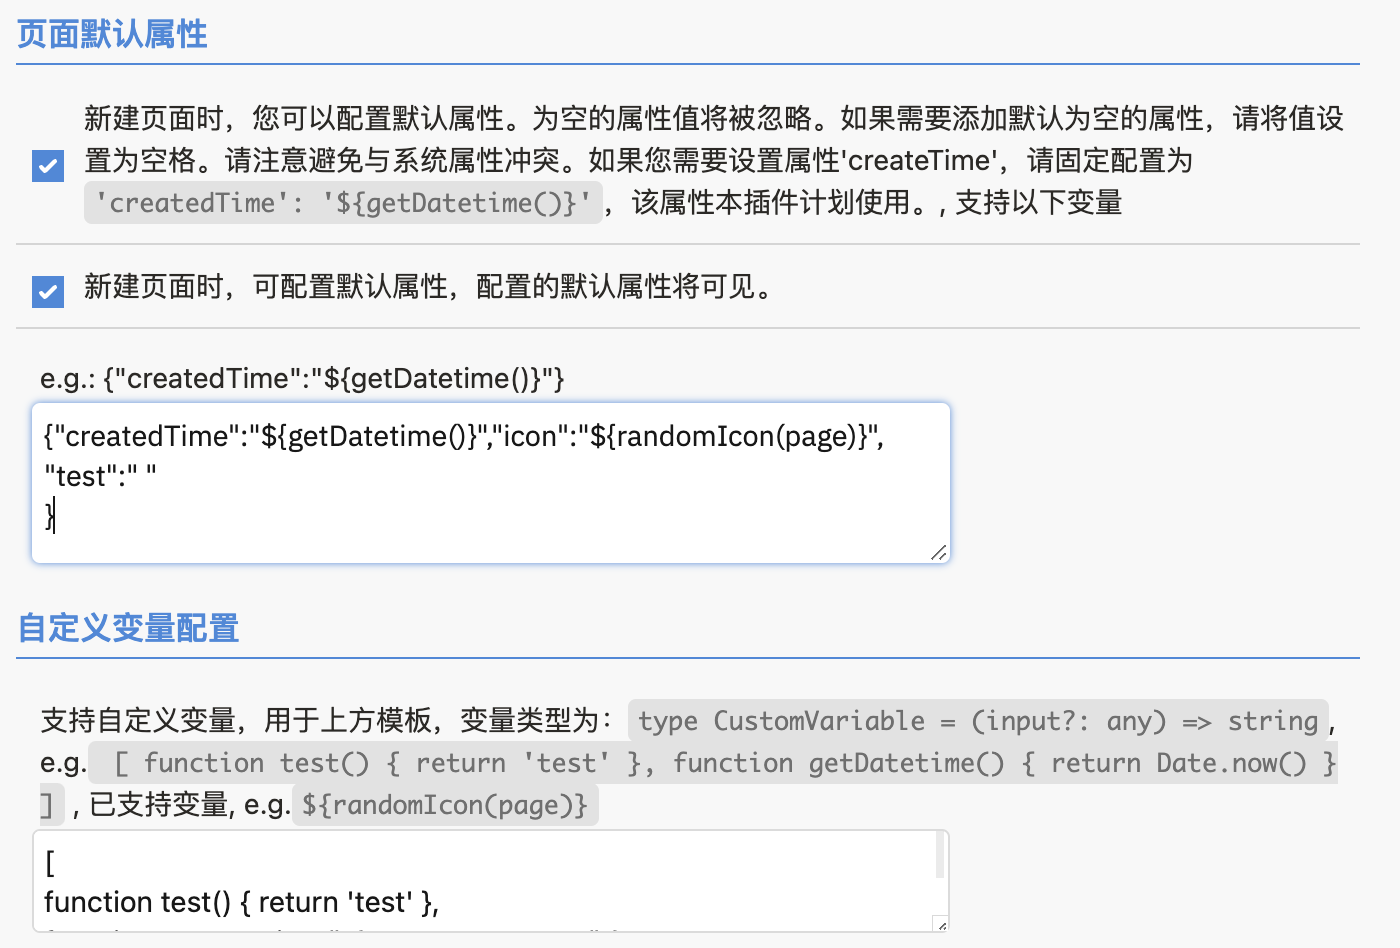 页面默认属性
新建页面时，您可以配置默认属性。为空的属性值将被忽略。如果需要添加默认为空的属性，请将值设
置为空格。请注意避免与系统属性冲突。如果您需要设置属性'createTime'，请固定配置为
'createdTime': '${getDatetime()}' ，该属性本插件计划使用。, 支持以下变量
新建页面时，可配置默认属性，配置的默认属性将可见。
e.g.: {"createdTime":"${getDatetime()}"}
{"createdTime":"${getDatetime()}","icon":"${randomIcon(page)}",
"test":" "
}
自定义变量配置
支持自定义变量，用于上方模板，变量类型为： type CustomVariable = (input?: any) => string ,
e.g. [ function test() { return 'test' }, function getDatetime() { return Date.now() }
] , 已支持变量, e.g. ${randomIcon(page)}
[
function test() { return 'test' },